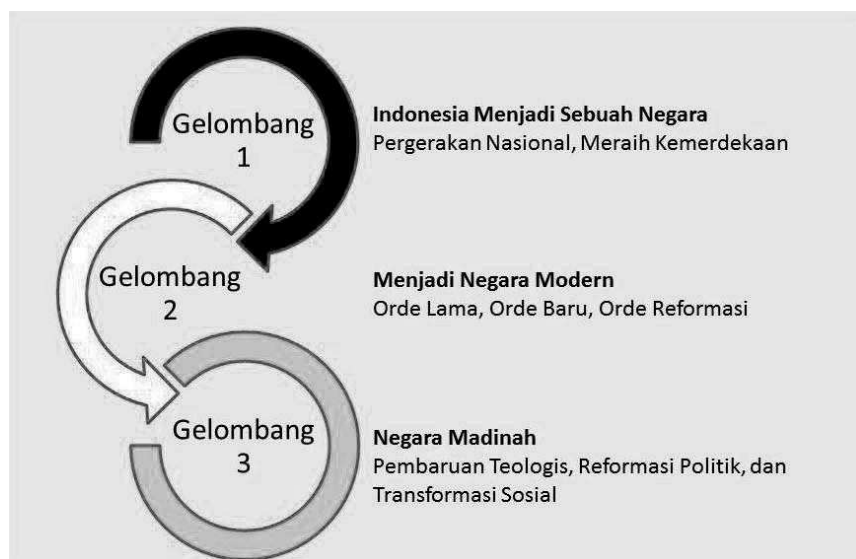 Gelombang
1
Indonesia Menjadi Sebuah Negara
Pergerakan Nasional, Meraih Kemerdekaan
Gelombang
2
Menjadi Negara Modern
Orde Lama, Orde Baru, Orde Reformasi
Gelombang
3
Negara Madinah
Pembaruan Teologis, Reformasi Politik, dan
Transformasi Sosial